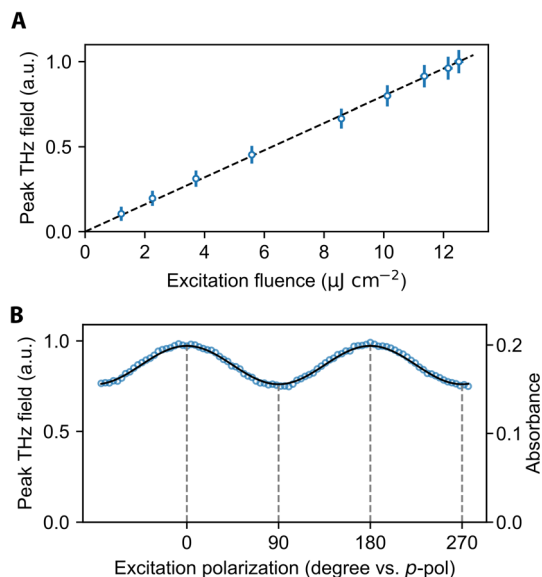 A
Peak THz field (a.u.)
1.0
0.5
0.0
0 2 4 6 8 10 12
Excitation fluence (μJ cm−2)
B
Peak THz field (a.u.)
1.0
0.5
0.0
0.2
0.1
0.0
Absorbance
0 90 180 270
Excitation polarization (degree vs. p-pol)